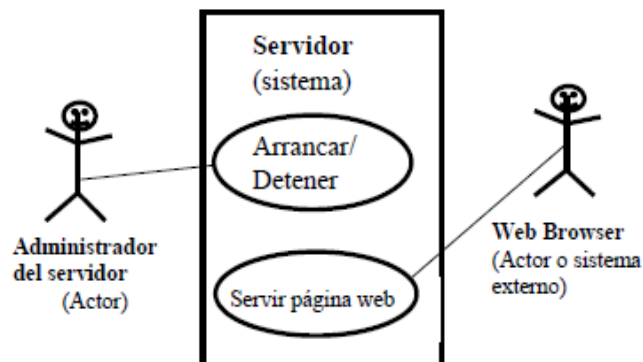 Servidor
(sistema)
Arrancar/
Detener
Administrador
del servidor
(Actor)
Web Browser
(Actor o sistema
externo)
Servir página web